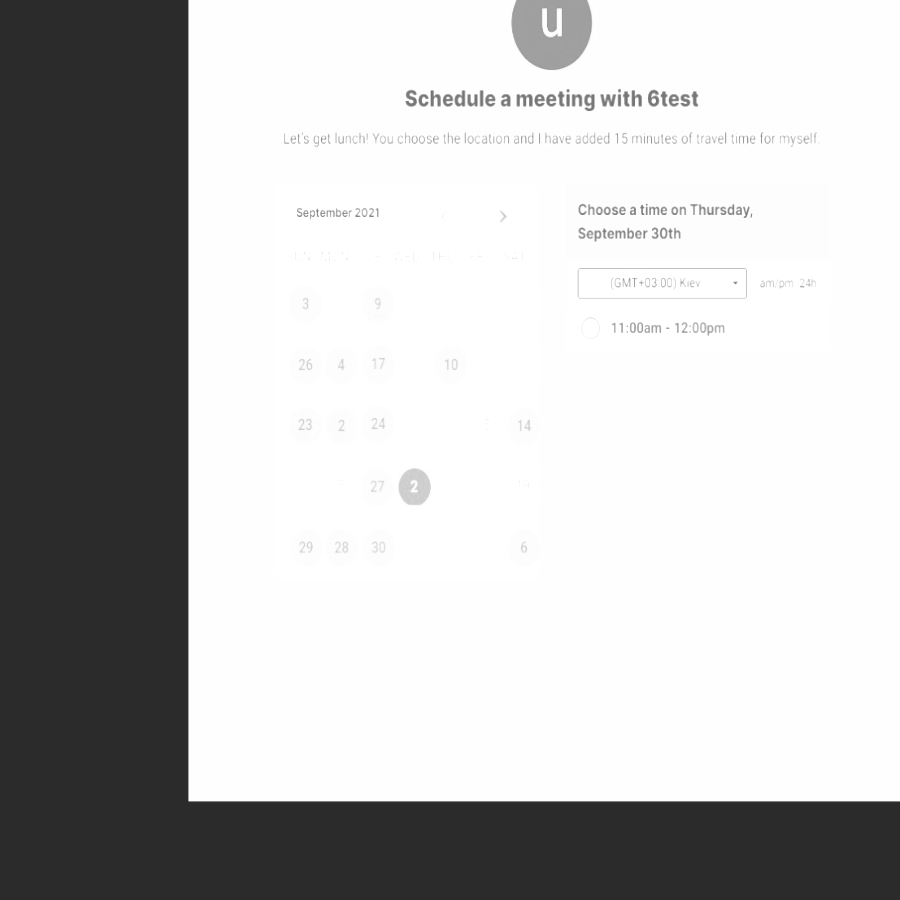 u
Schedule a meeting with 6test
Let's get lunch! You choose the location and I have added 15 minutes of travel time for myself.
September 2021
3 9
26 4 17 10
23 2 24 14
27 2
29 28 30 6
Choose a time on Thursday,
September 30th
(GMT+03:00) Kiev am/pm 24h
11:00am - 12:00pm